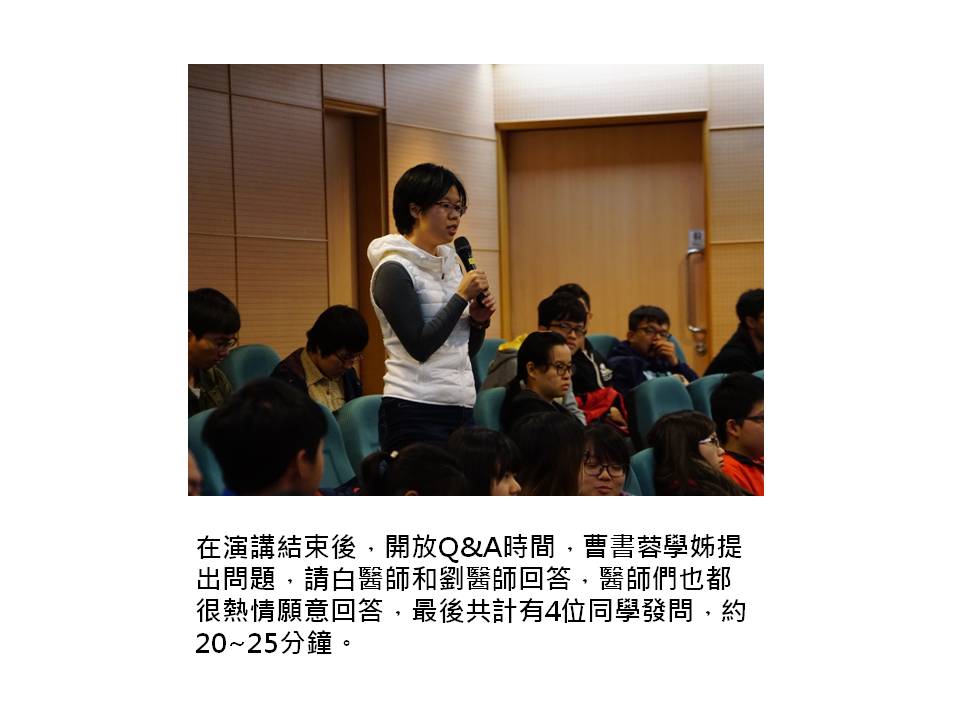 在演講結束後，開放Q&A時間，曹書蓉學姊提
出問題，請白醫師和劉醫師回答，醫師們也都
很熱情願意回答，最後共計有4位同學發問，約
20~25分鐘。